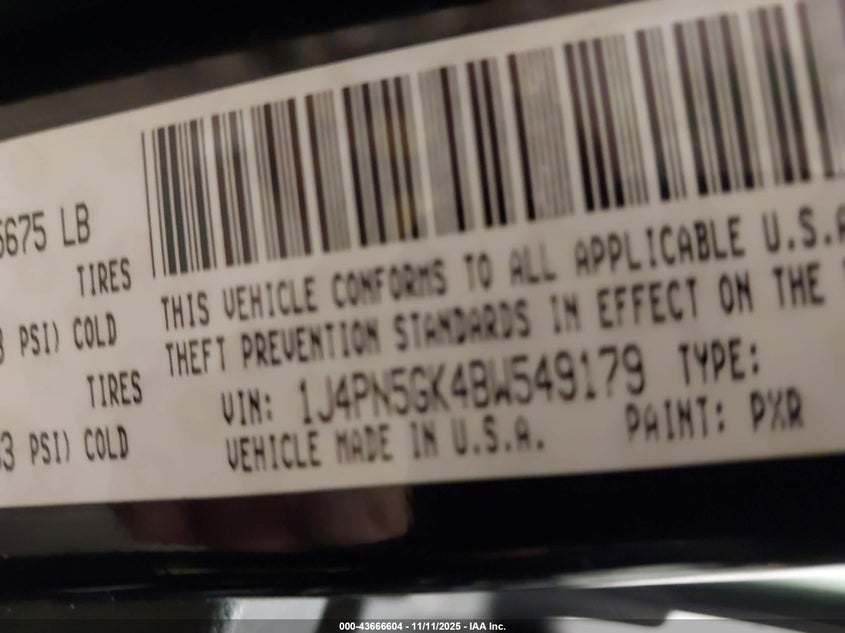 5675 LB
TIRES
PSI) COLD
TIRES
3 PSI) COLD
THIS VEHICLE CONFORMS TO ALL APPLICABLE U.S.A
THEFT PREVENTION STANDARDS IN EFFECT ON THE
VIN: 1J4PN5GK4BW549179 TYPE:
VEHICLE MADE IN U.S.A. PAINT: PXR
000-43666604 - 11/11/2025 - IAA Inc.